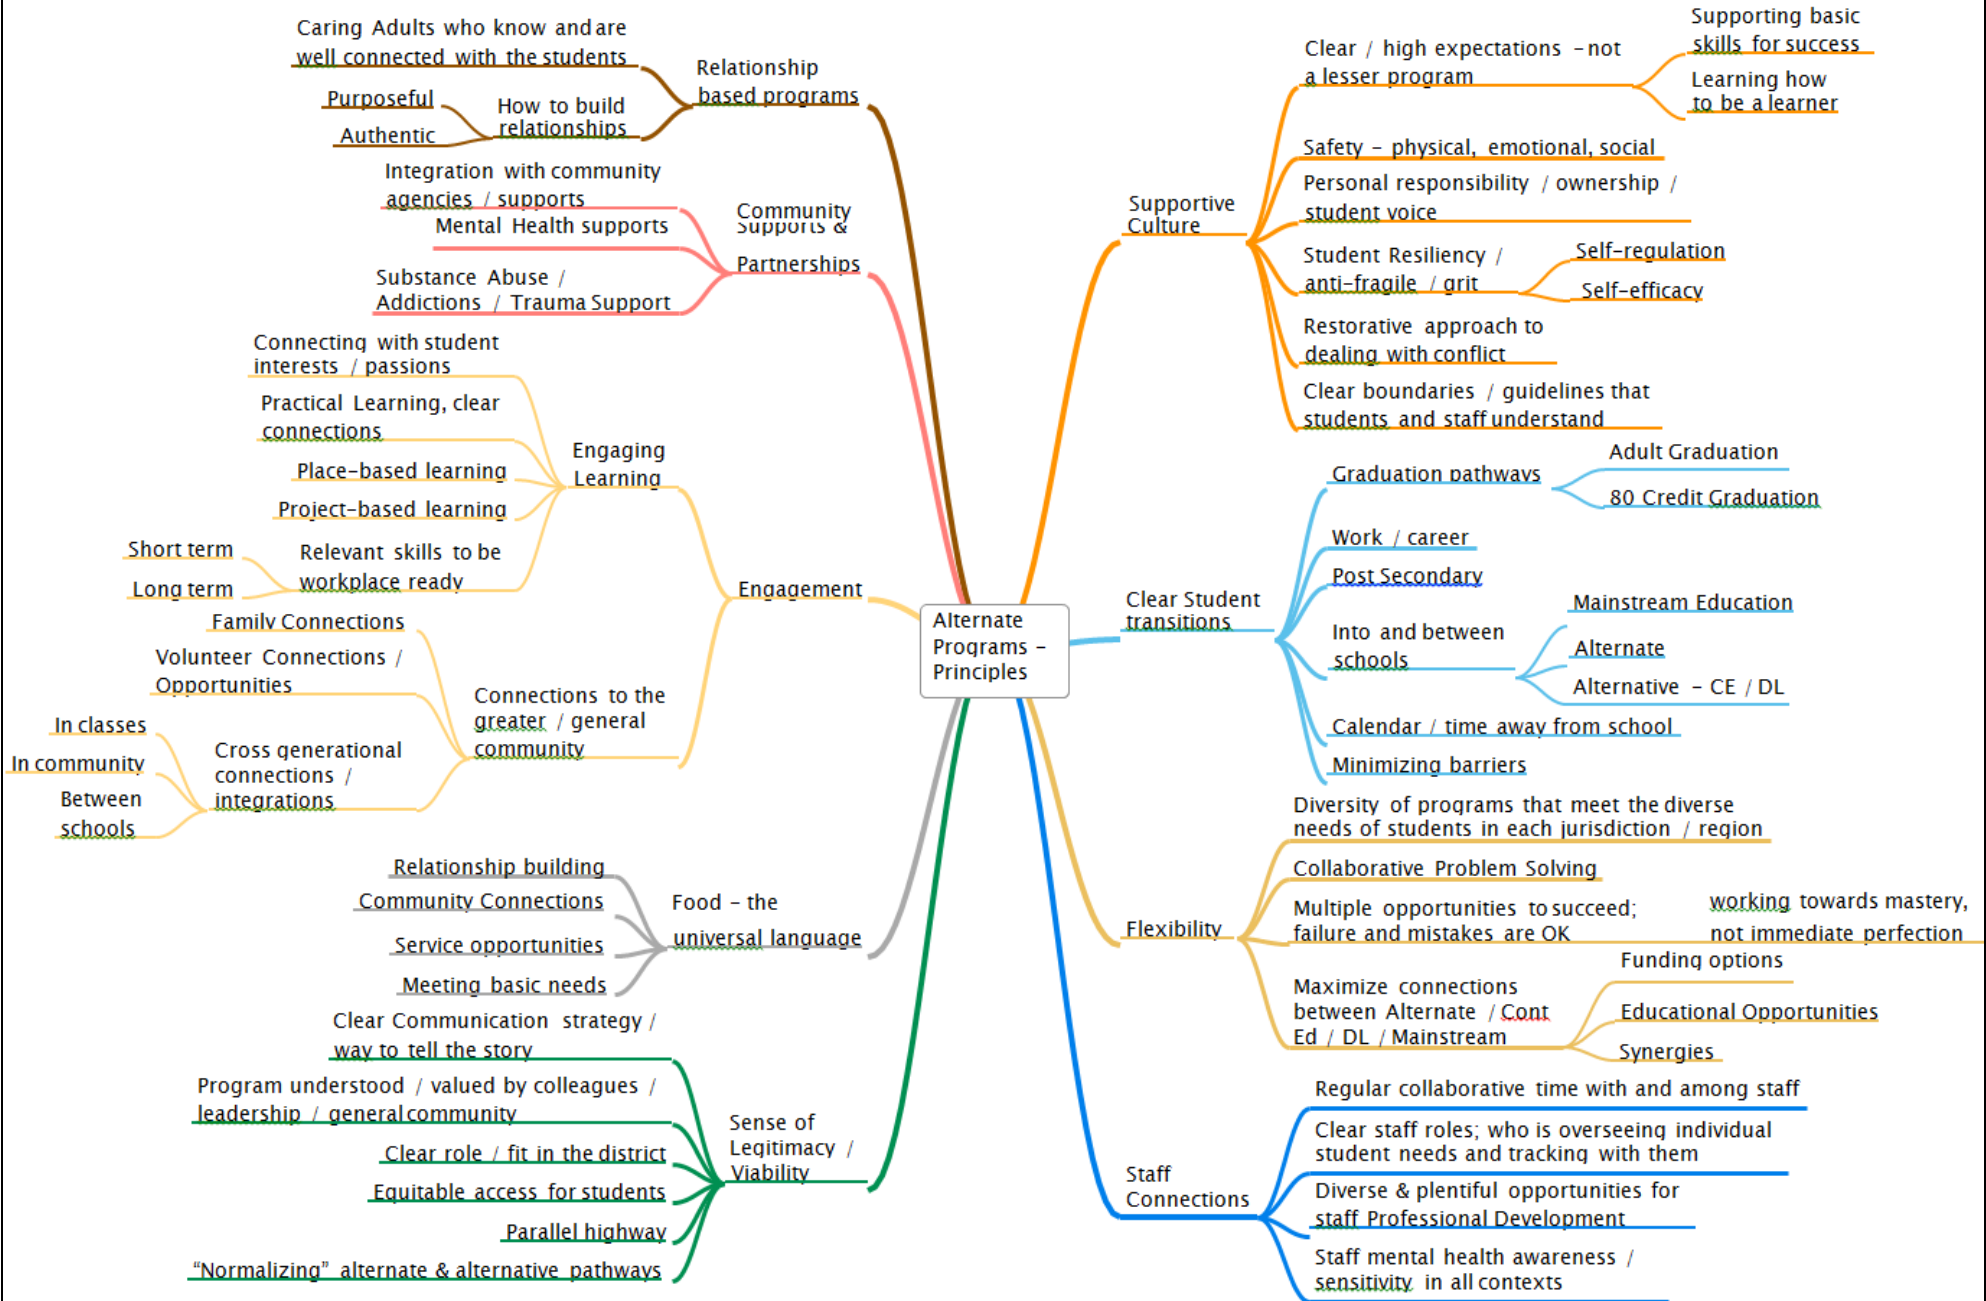 Caring Adults who know and are
well connected with the students
Relationship
based programs
Purposeful
Authentic
How to build
relationships
Integration with community
agencies / supports
Mental Health supports
Substance Abuse /
Addictions / Trauma Support
Community
Supports &
Partnerships
Connecting with student
interests / passions
Practical Learning, clear
connections
Place-based learning
Project-based learning
Short term
Long term
Relevant skills to be
workplace ready
Engaging
Learning
Engagement
Family Connections
Volunteer Connections /
Opportunities
In classes
In community
Between
schools
Cross generational
connections /
integrations
Connections to the
greater / general
community
Relationship building
Community Connections
Service opportunities
Meeting basic needs
Food – the
universal language
Clear Communication strategy /
way to tell the story
Program understood / valued by colleagues /
leadership / general community
Clear role / fit in the district
Equitable access for students
Parallel highway
“Normalizing” alternate & alternative pathways
Sense of
Legitimacy /
Viability
Alternate
Programs –
Principles
Supportive
Culture
Clear / high expectations – not
a lesser program
Supporting basic
skills for success
Learning how
to be a learner
Safety – physical, emotional, social
Personal responsibility / ownership /
student voice
Student Resiliency /
anti-fragile / grit
Self-regulation
Self-efficacy
Restorative approach to
dealing with conflict
Clear boundaries / guidelines that
students and staff understand
Clear Student
transitions
Graduation pathways
Adult Graduation
80 Credit Graduation
Work / career
Post Secondary
Into and between
schools
Mainstream Education
Alternate
Alternative – CE / DL
Calendar / time away from school
Minimizing barriers
Flexibility
Diversity of programs that meet the diverse
needs of students in each jurisdiction / region
Collaborative Problem Solving
Multiple opportunities to succeed;
failure and mistakes are OK
working towards mastery,
not immediate perfection
Maximize connections
between Alternate / Cont
Ed / DL / Mainstream
Funding options
Educational Opportunities
Synergies
Staff
Connections
Regular collaborative time with and among staff
Clear staff roles; who is overseeing individual
student needs and tracking with them
Diverse & plentiful opportunities for
staff Professional Development
Staff mental health awareness /
sensitivity in all contexts